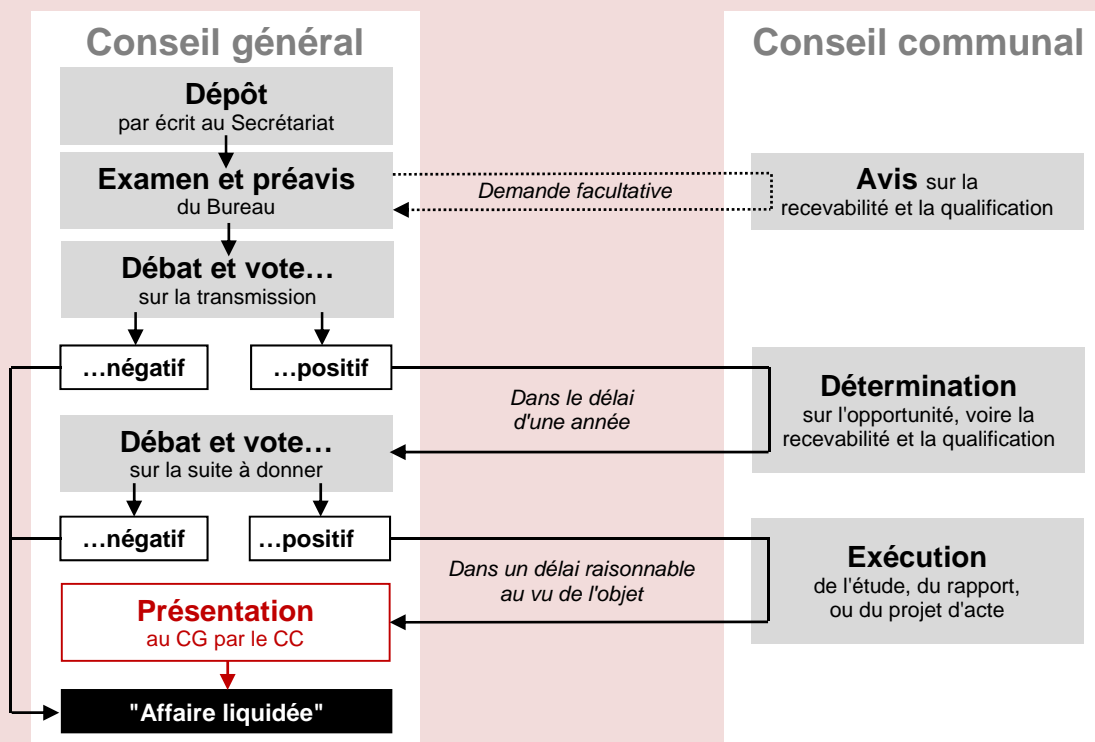 Conseil général
Conseil communal
Dépôt
par écrit au Secrétariat
Examen et préavis
du Bureau
Demande facultative
Avis sur la
recevabilité et la qualification
Débat et vote…
sur la transmission
…négatif
…positif
Dans le délai
d'une année
Détermination
sur l'opportunité, voire la
recevabilité et la qualification
Débat et vote…
sur la suite à donner
…négatif
…positif
Dans un délai raisonnable
au vu de l'objet
Exécution
de l'étude, du rapport,
ou du projet d'acte
Présentation
au CG par le CC
"Affaire liquidée"